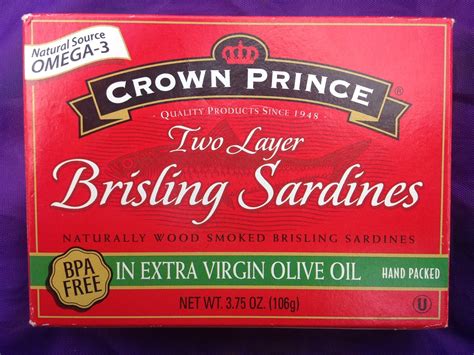 Natural Source
OMEGA-3
CROWN PRINCE®
- QUALITY PRODUCTS SINCE 1948 -
Two Layer
Brisling Sardines
NATURALLY WOOD SMOKED BRISLING SARDINES
BPA
FREE
IN EXTRA VIRGIN OLIVE OIL
HAND PACKED
NET WT. 3.75 OZ. (106g)
U